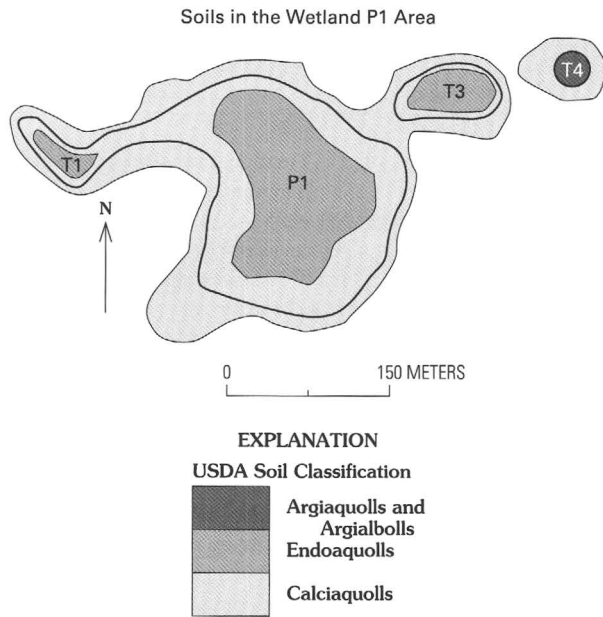 Soils in the Wetland P1 Area
T4
T3
T1
P1
N
0 150 METERS
EXPLANATION
USDA Soil Classification
Argiaquolls and
Argialbolls
Endoaquolls
Calciaquolls